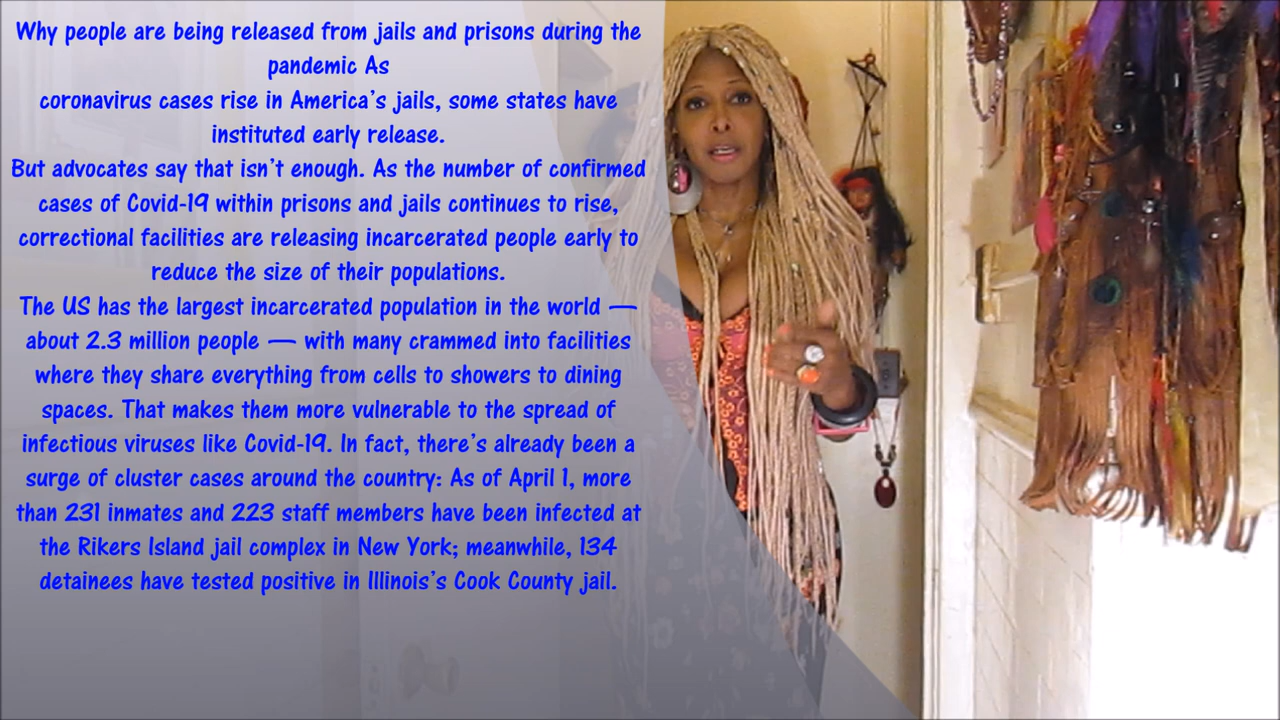 Why people are being released from jails and prisons during the
pandemic As
coronavirus cases rise in America's jails, some states have
instituted early release.
But advocates say that isn't enough. As the number of confirmed
cases of Covid-19 within prisons and jails continues to rise,
correctional facilities are releasing incarcerated people early to
reduce the size of their populations.
The US has the largest incarcerated population in the world —
about 2.3 million people — with many crammed into facilities
where they share everything from cells to showers to dining
spaces. That makes them more vulnerable to the spread of
infectious viruses like Covid-19. In fact, there's already been a
surge of cluster cases around the country: As of April 1, more
than 231 inmates and 223 staff members have been infected at
the Rikers Island jail complex in New York; meanwhile, 134
detainees have tested positive in Illinois's Cook County jail.